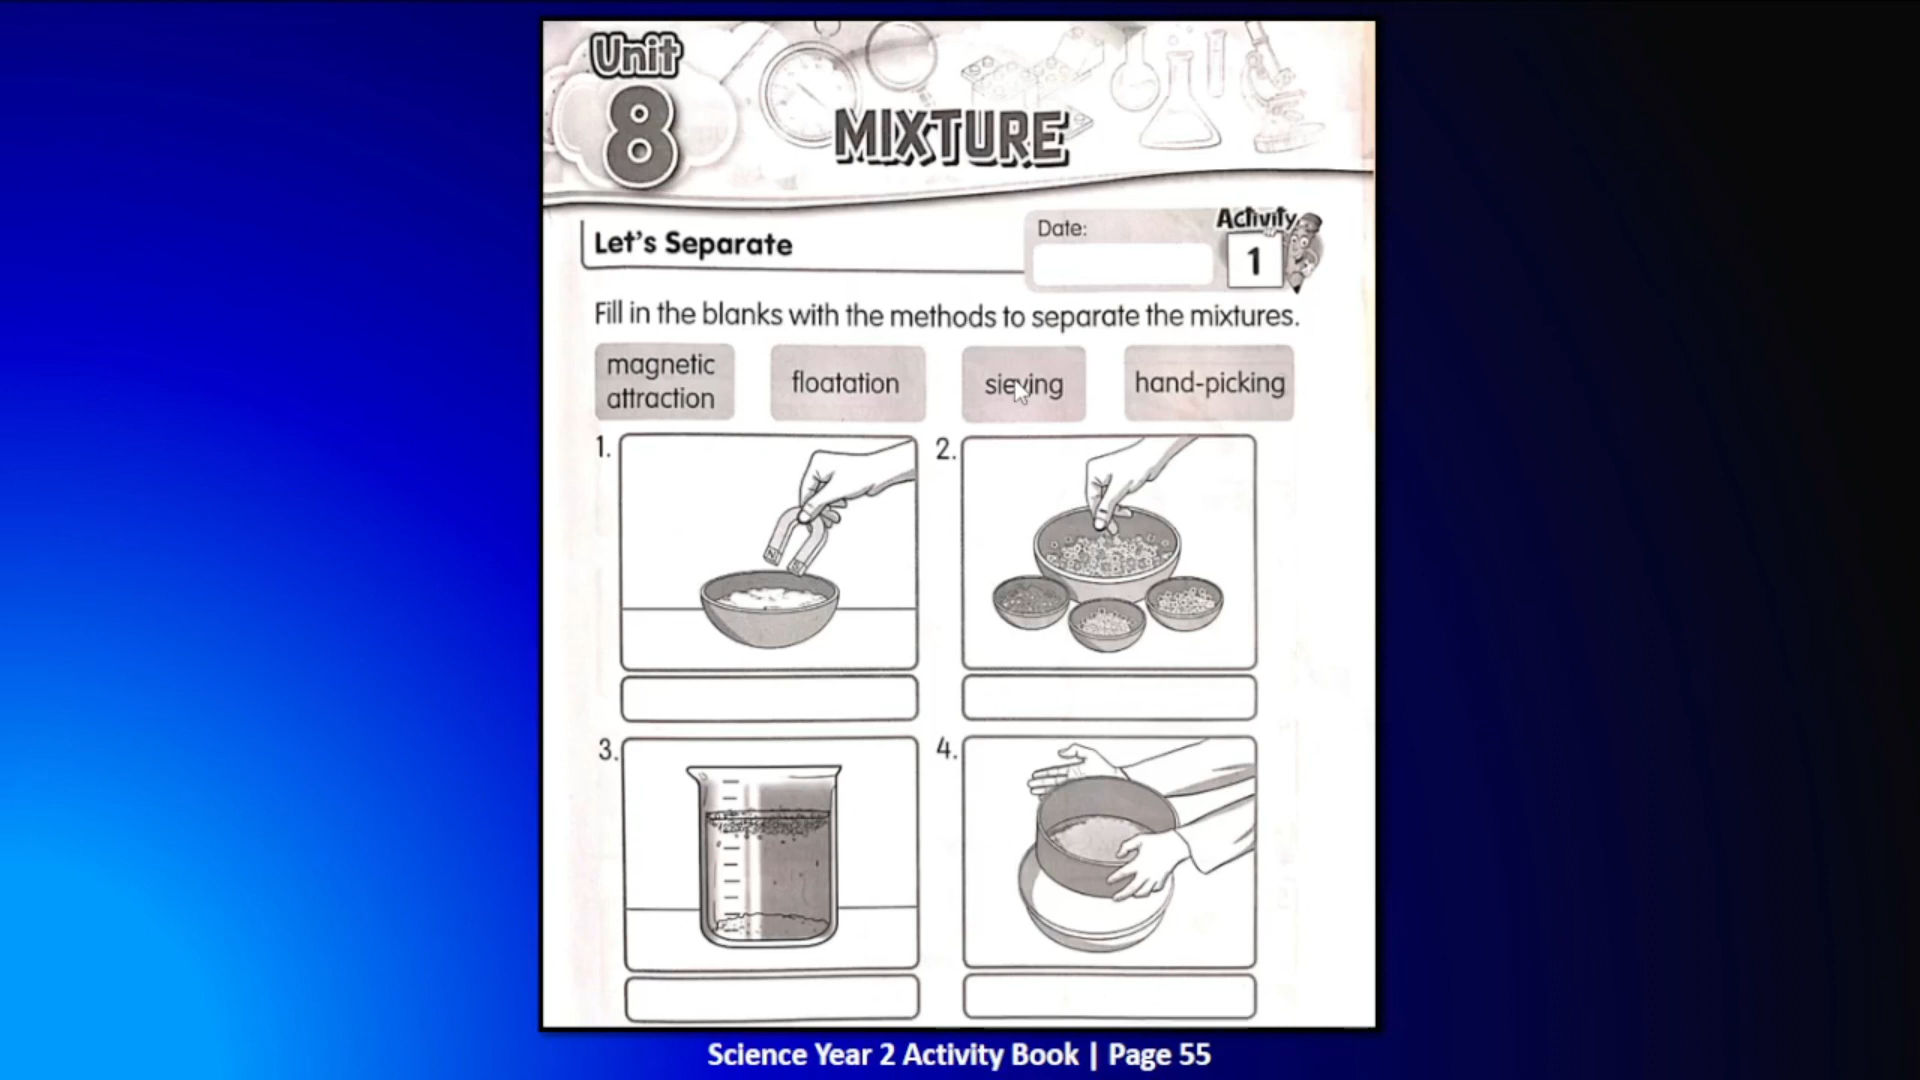 Unit
8
MIXTURE
Let's Separate
Date:
Activity
1
Fill in the blanks with the methods to separate the mixtures.
magnetic
attraction
floatation
sieving
hand-picking
1.
2.
3.
4.
Science Year 2 Activity Book | Page 55